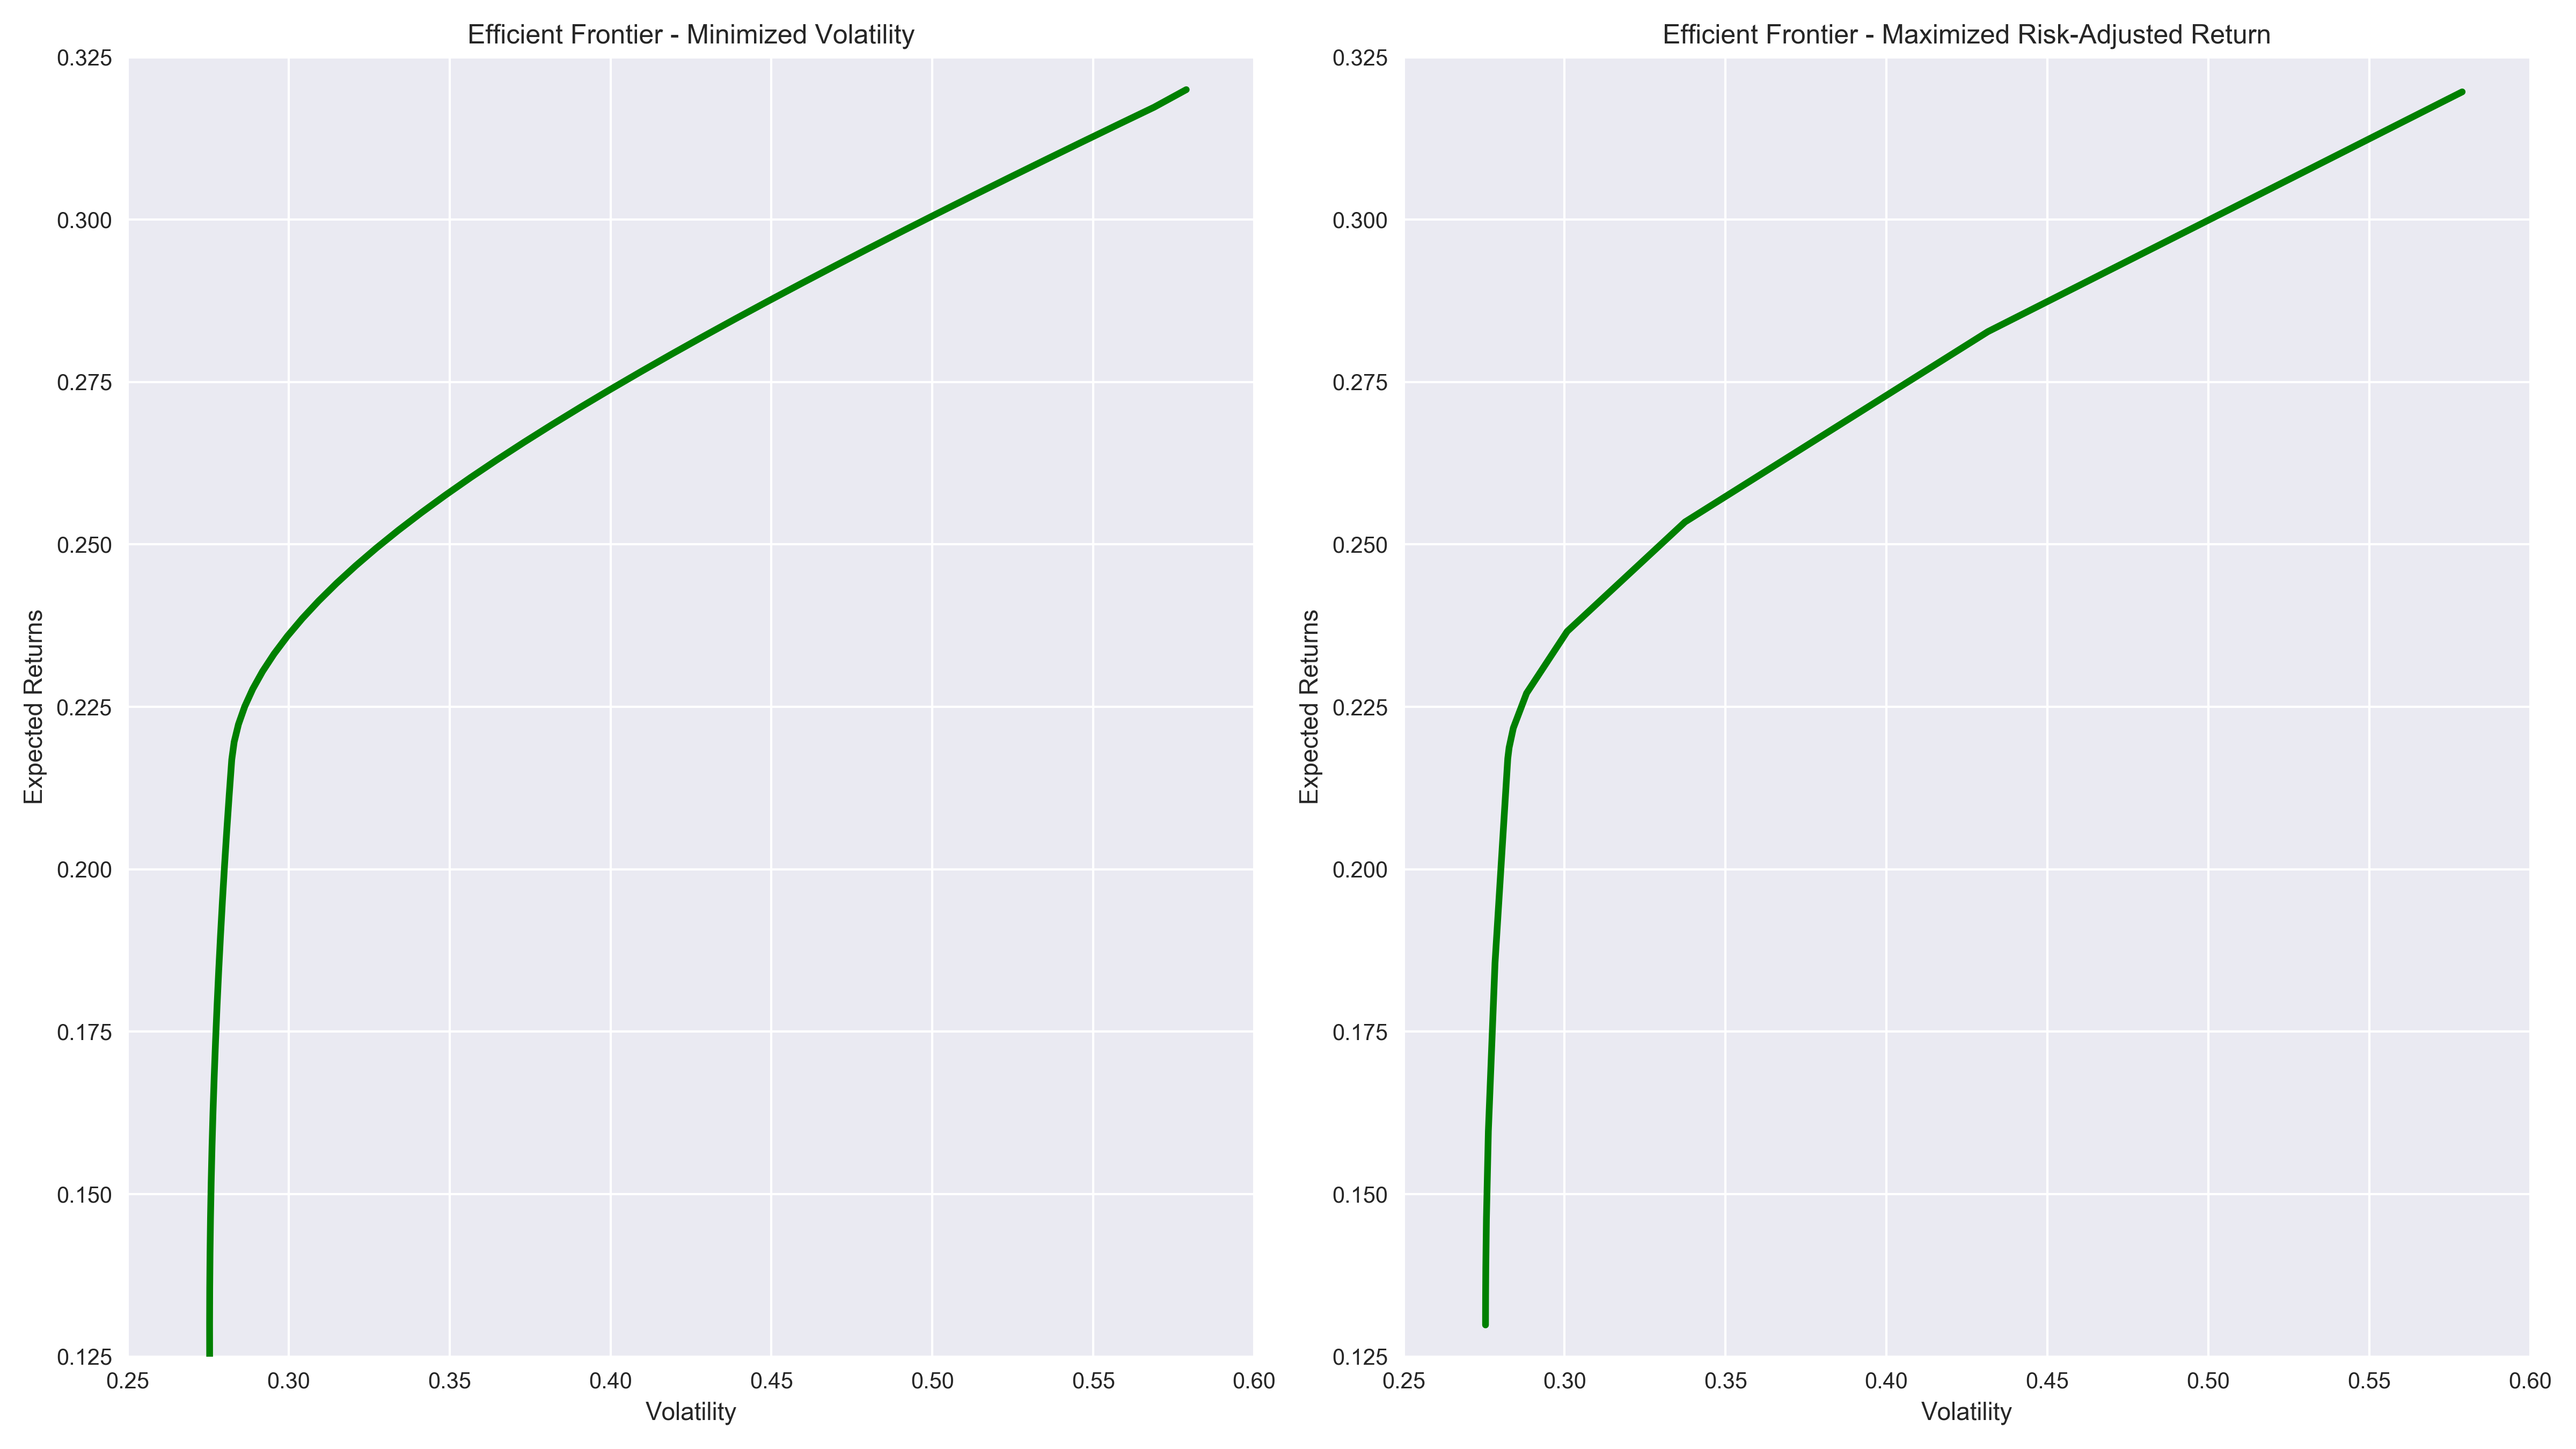 Efficient Frontier - Minimized Volatility
0.325
0.300
0.275
0.250
0.225
0.200
0.175
0.150
0.125
Expected Returns
0.25 0.30 0.35 0.40 0.45 0.50 0.55 0.60
Volatility
Efficient Frontier - Maximized Risk-Adjusted Return
0.325
0.300
0.275
0.250
0.225
0.200
0.175
0.150
0.125
Expected Returns
0.25 0.30 0.35 0.40 0.45 0.50 0.55 0.60
Volatility